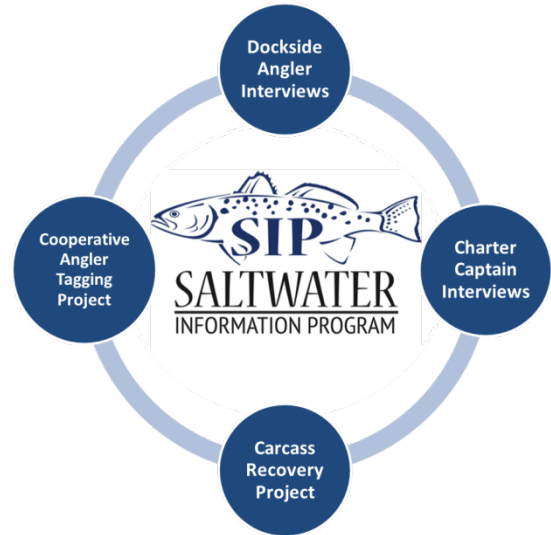 Dockside
Angler
Interviews
SIP
SALTWATER
INFORMATION PROGRAM
Cooperative
Angler
Tagging
Project
Charter
Captain
Interviews
Carcass
Recovery
Project